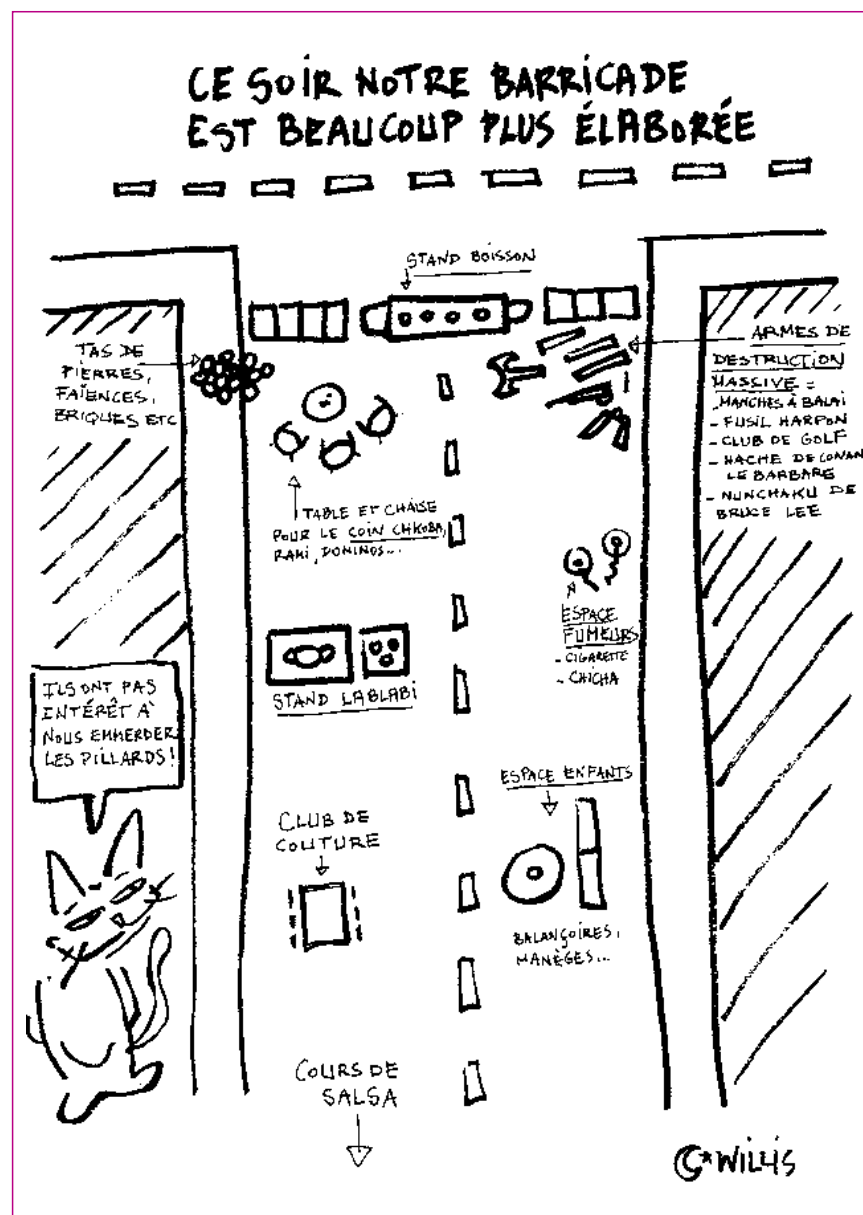 CE SOIR NOTRE BARRICADE
EST BEAUCOUP PLUS ÉLABORÉE
STAND BOISSON
TAS DE
PIERRES,
FAÏENCES,
BRIQUES ETC
ARMES DE
DESTRUCTION
MASSIVE =
- MANCHES À BALAI
- FUSIL HARPON
- CLUB DE GOLF
- HACHE DE CONAN
LE BARBARE
- NUNCHAKU DE
BRUCE LEE
TABLE ET CHAISE
POUR LE COIN CHKOBA,
RAMI, DOMINOS...
ESPACE
FUMEURS
- CIGARETTE
- CHICHA
STAND LABLABI
ILS ONT PAS
INTÉRÊT À
NOUS EMMERDER
LES PILLARDS!
ESPACE ENFANTS
CLUB DE
COUTURE
BALANÇOIRES,
MANÈGES...
COURS DE
SALSA
WILLIS